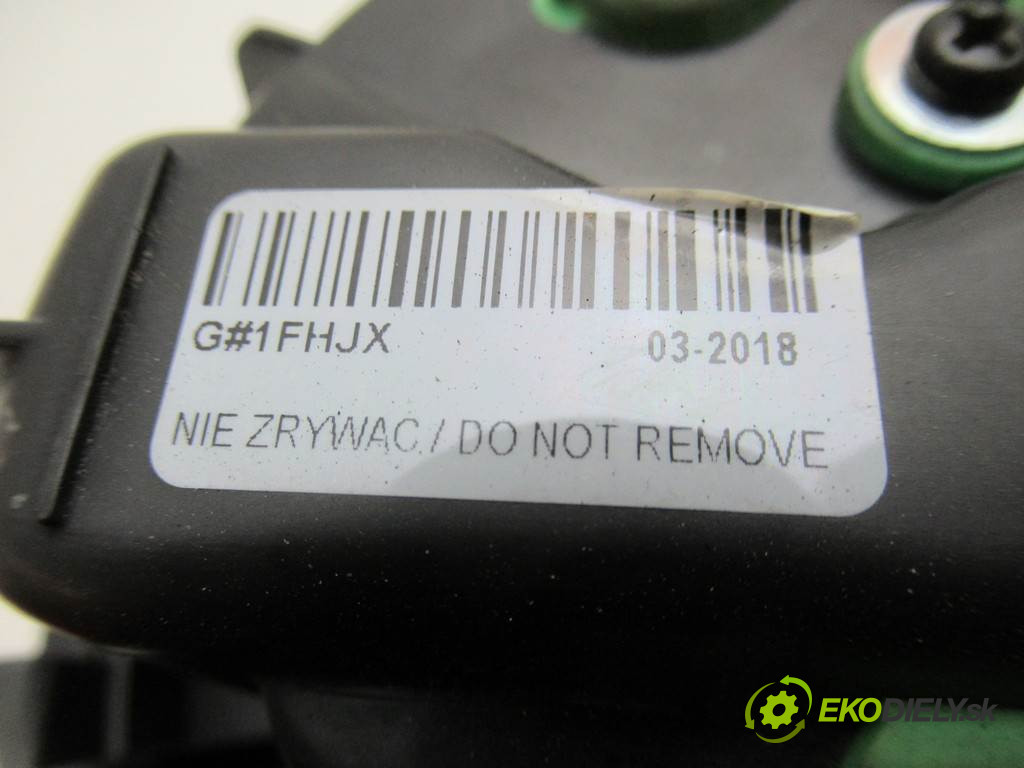 G#1FHJX 03-2018
NIE ZRYWAC / DO NOT REMOVE
EKODIELY.sk